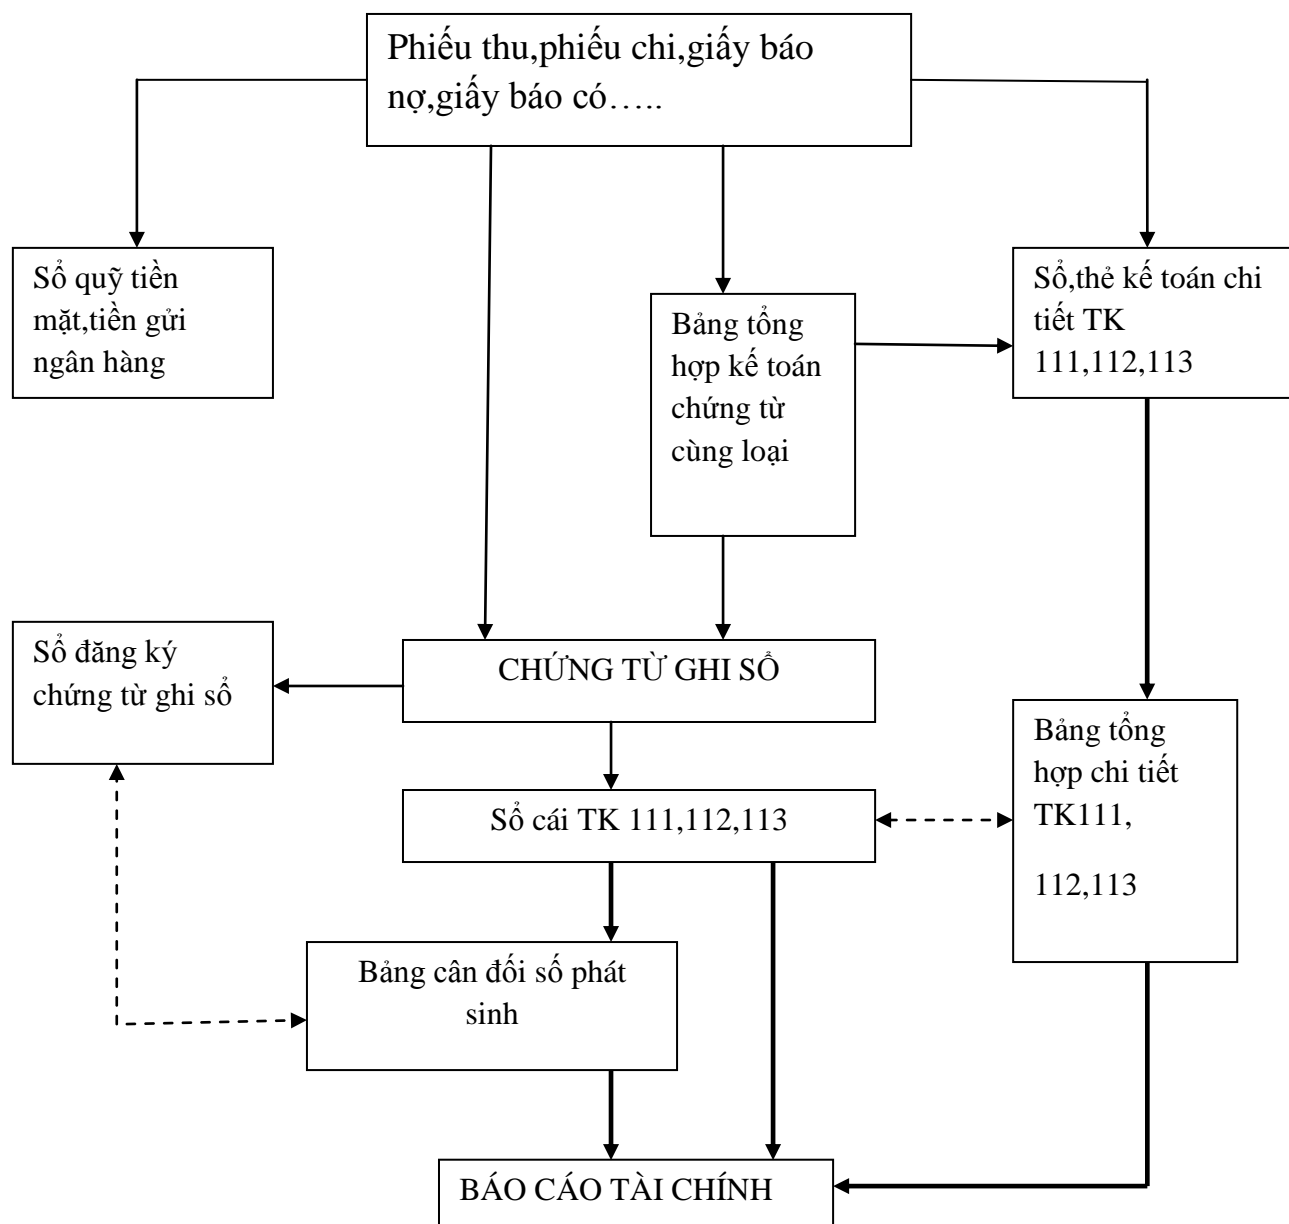 Phiếu thu,phiếu chi,giấy báo
nợ,giấy báo có.....
Sổ quỹ tiền
mặt,tiền gửi
ngân hàng
Bảng tổng
hợp kế toán
chứng từ
cùng loại
Sổ,thẻ kế toán chi
tiết TK
111,112,113
Sổ đăng ký
chứng từ ghi sổ
CHỨNG TỪ GHI SỔ
Bảng tổng
hợp chi tiết
TK111,
112,113
Sổ cái TK 111,112,113
Bảng cân đối số phát
sinh
BÁO CÁO TÀI CHÍNH